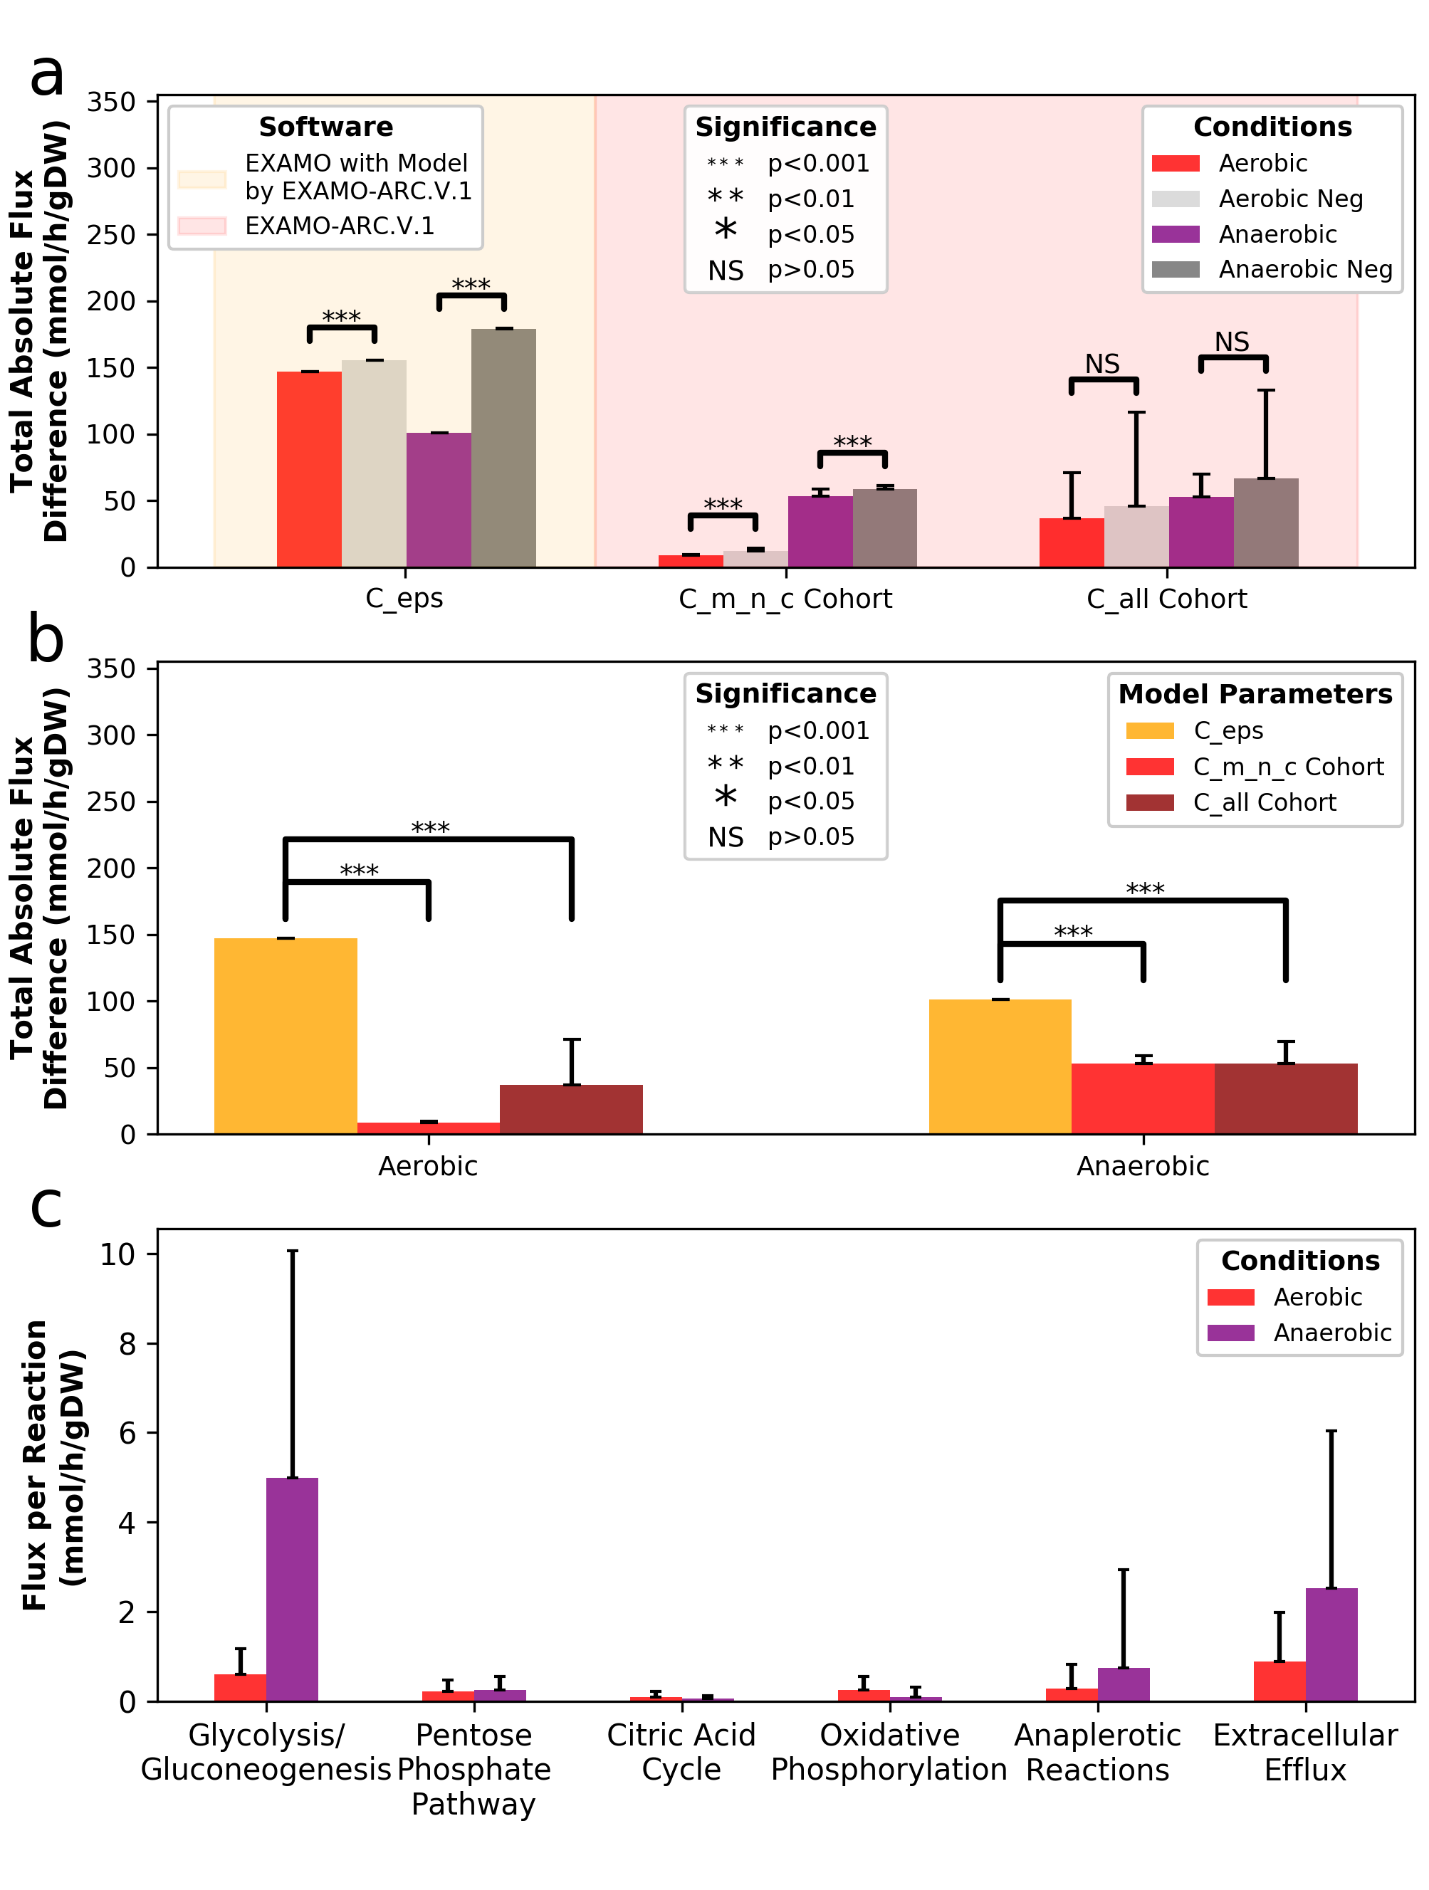 a
Total Absolute Flux
Difference (mmol/h/gDW)
350
300
250
200
150
100
50
0
Software
EXAMO with Model
by EXAMO-ARC.V.1
EXAMO-ARC.V.1
Significance
*** p<0.001
** p<0.01
* p<0.05
NS p>0.05
Conditions
Aerobic
Aerobic Neg
Anaerobic
Anaerobic Neg
***
***
***
***
NS
NS
C_eps
C_m_n_c Cohort
C_all Cohort
b
Total Absolute Flux
Difference (mmol/h/gDW)
350
300
250
200
150
100
50
0
Significance
*** p<0.001
** p<0.01
* p<0.05
NS p>0.05
Model Parameters
C_eps
C_m_n_c Cohort
C_all Cohort
***
***
***
***
Aerobic
Anaerobic
c
Flux per Reaction
(mmol/h/gDW)
10
8
6
4
2
0
Conditions
Aerobic
Anaerobic
Glycolysis/
Gluconeogenesis
Pentose
Phosphate
Pathway
Citric Acid
Cycle
Oxidative
Phosphorylation
Anaplerotic
Reactions
Extracellular
Efflux